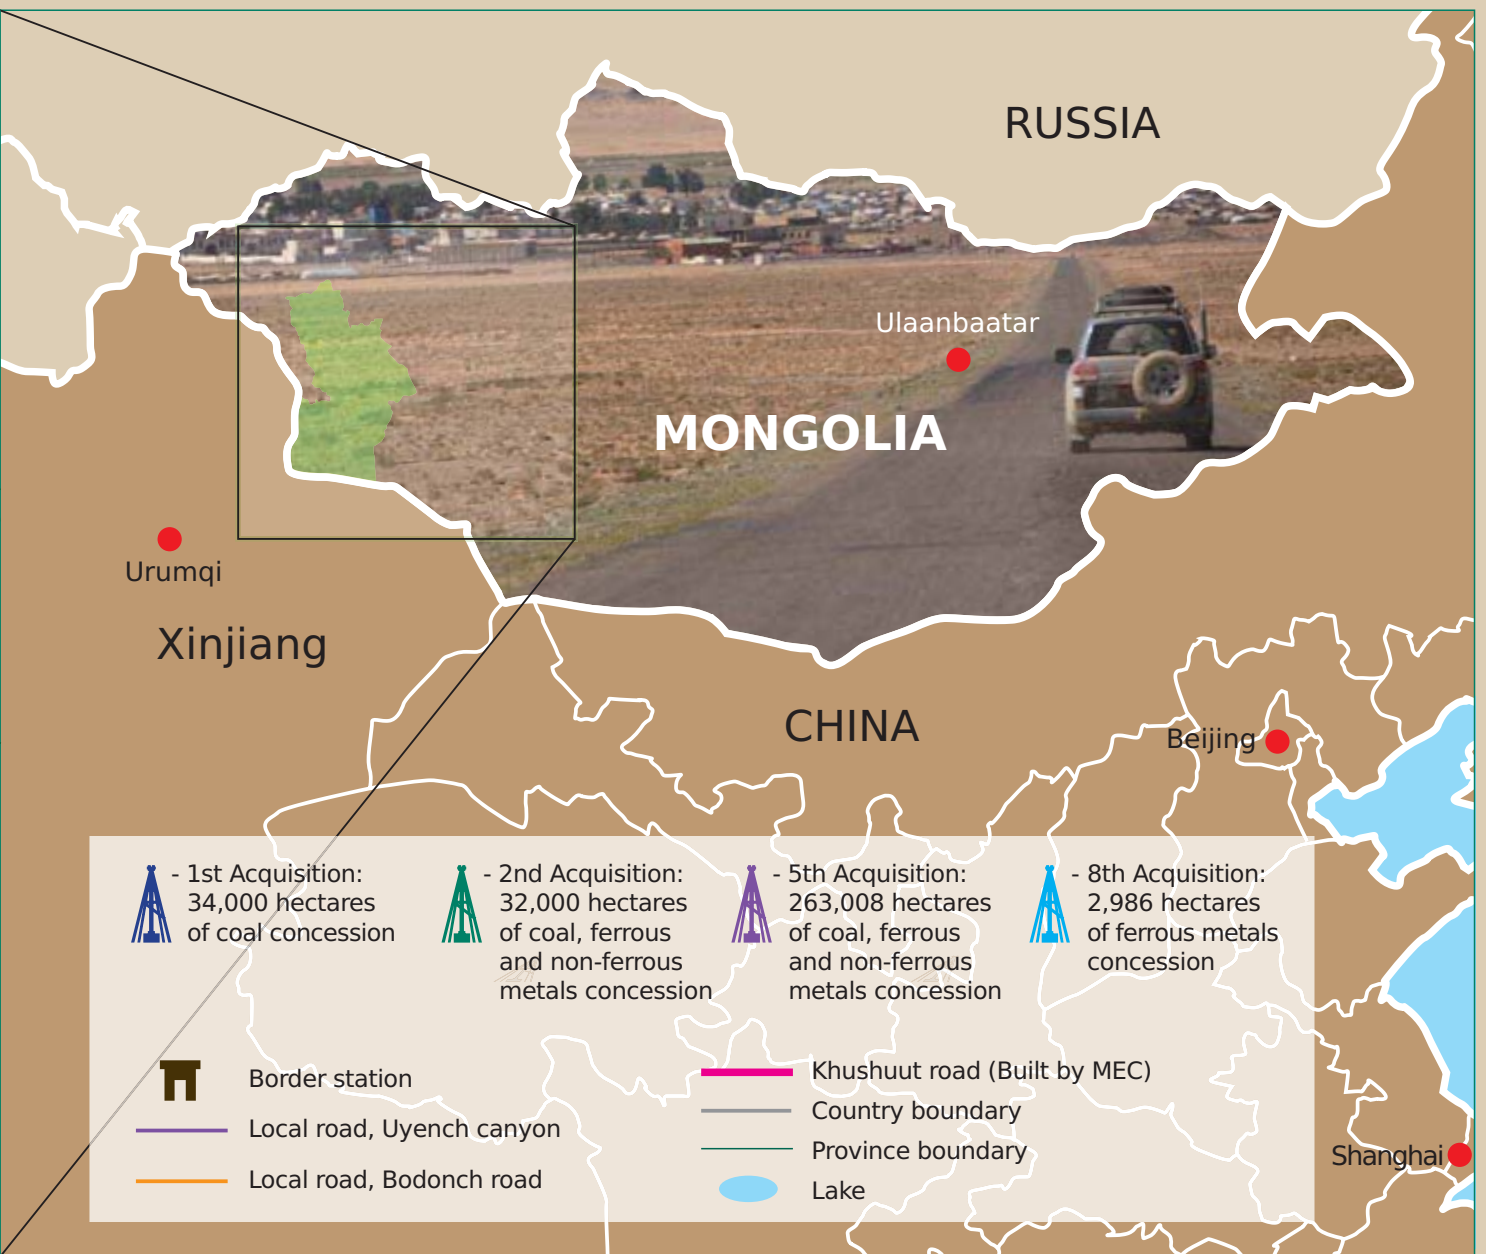 RUSSIA
Ulaanbaatar
MONGOLIA
Urumqi
Xinjiang
CHINA
Beijing
- 1st Acquisition:
34,000 hectares
of coal concession
- 2nd Acquisition:
32,000 hectares
of coal, ferrous
and non-ferrous
metals concession
- 5th Acquisition:
263,008 hectares
of coal, ferrous
and non-ferrous
metals concession
- 8th Acquisition:
2,986 hectares
of ferrous metals
concession
Border station
Local road, Uyench canyon
Local road, Bodonch road
Khushuut road (Built by MEC)
Country boundary
Province boundary
Lake
Shanghai